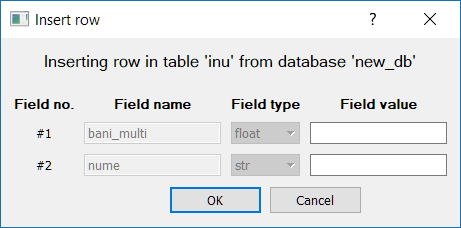 Insert row
Inserting row in table 'inu' from database 'new_db'
Field no. Field name Field type Field value
#1 bani_multi float
#2 nume str
OK Cancel